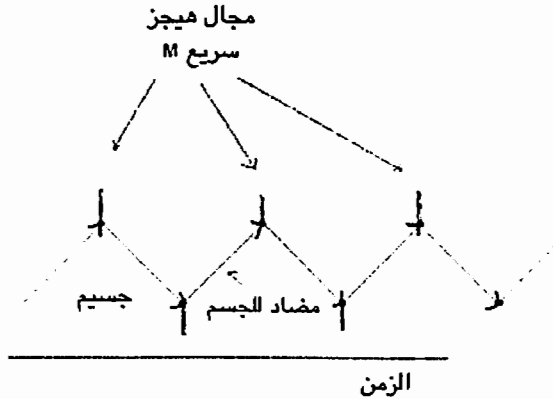 مجال هيجز
سريع M
جسيم
مضاد للجسم
الزمن